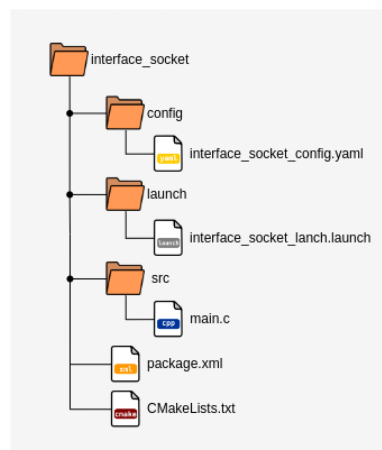 interface_socket
config
yaml
interface_socket_config.yaml
launch
launch
interface_socket_lanch.launch
src
cpp
main.c
xml
package.xml
cmake
CMakeLists.txt